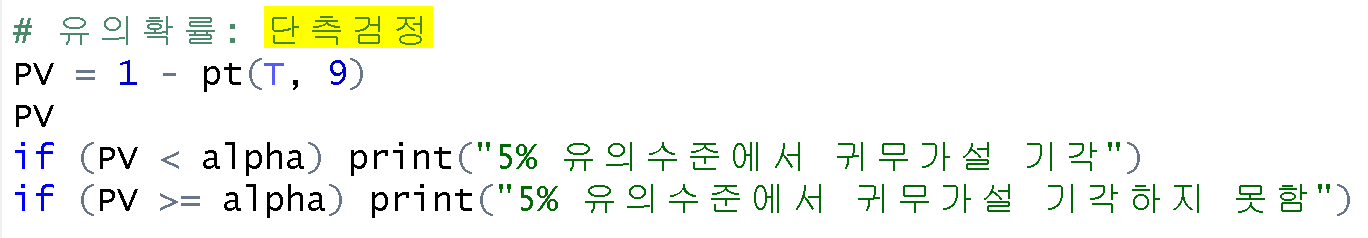 # 유의확률: 단측검정
PV = 1 - pt(T, 9)
PV
if (PV < alpha) print("5% 유의수준에서 귀무가설 기각")
if (PV >= alpha) print("5% 유의수준에서 귀무가설 기각하지 못함")